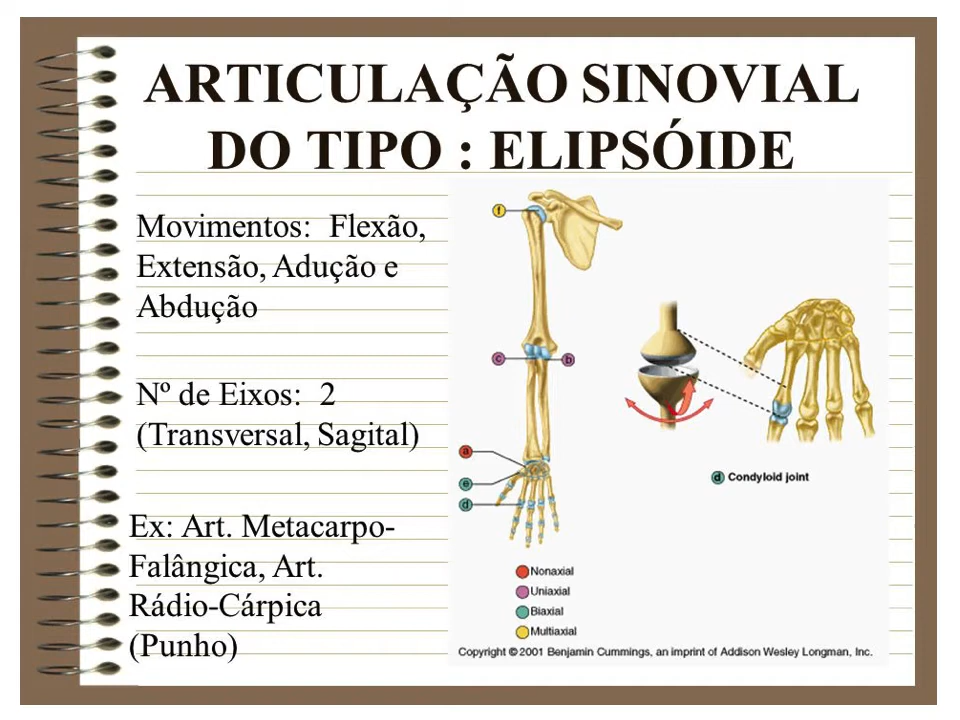 ARTICULAÇÃO SINOVIAL
DO TIPO : ELIPSÓIDE
Movimentos: Flexão,
Extensão, Adução e
Abdução
Nº de Eixos: 2
(Transversal, Sagital)
Ex: Art. Metacarpo-
Falângica, Art.
Rádio-Cárpica
(Punho)
f
c
b
a
e
d
d Condyloid joint
Nonaxial
Uniaxial
Biaxial
Multiaxial
Copyright © 2001 Benjamin Cummings, an imprint of Addison Wesley Longman, Inc.